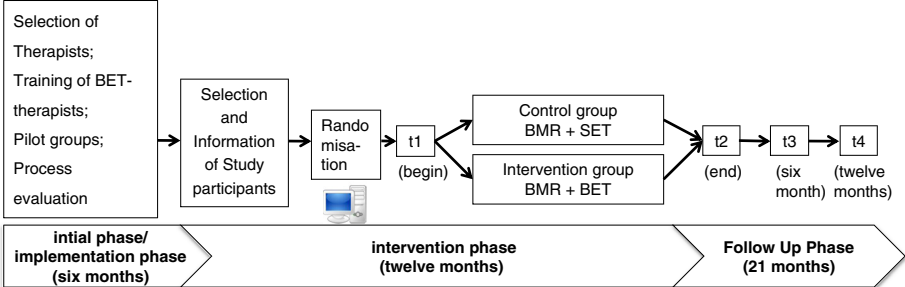 Selection of
Therapists;
Training of BET-
therapists;
Pilot groups;
Process
evaluation
Selection
and
Information
of Study
participants
Rando
misa-
tion
t1
(begin)
Control group
BMR + SET
Intervention group
BMR + BET
t2
(end)
t3
(six
month)
t4
(twelve
months)
intial phase/
implementation phase
(six months)
intervention phase
(twelve months)
Follow Up Phase
(21 months)